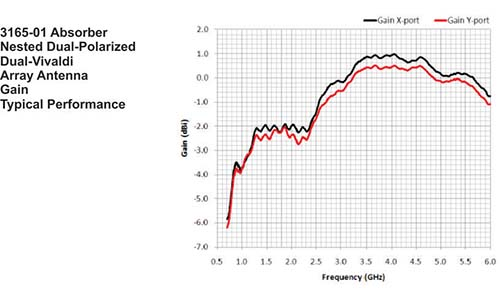 3165-01 Absorber
Nested Dual-Polarized
Dual-Vivaldi
Array Antenna
Gain
Typical Performance
Gain X-port Gain Y-port
2.0
1.0
0.0
-1.0
-2.0
-3.0
-4.0
-5.0
-6.0
-7.0
Gain (dBi)
0.5 1.0 1.5 2.0 2.5 3.0 3.5 4.0 4.5 5.0 5.5 6.0
Frequency (GHz)